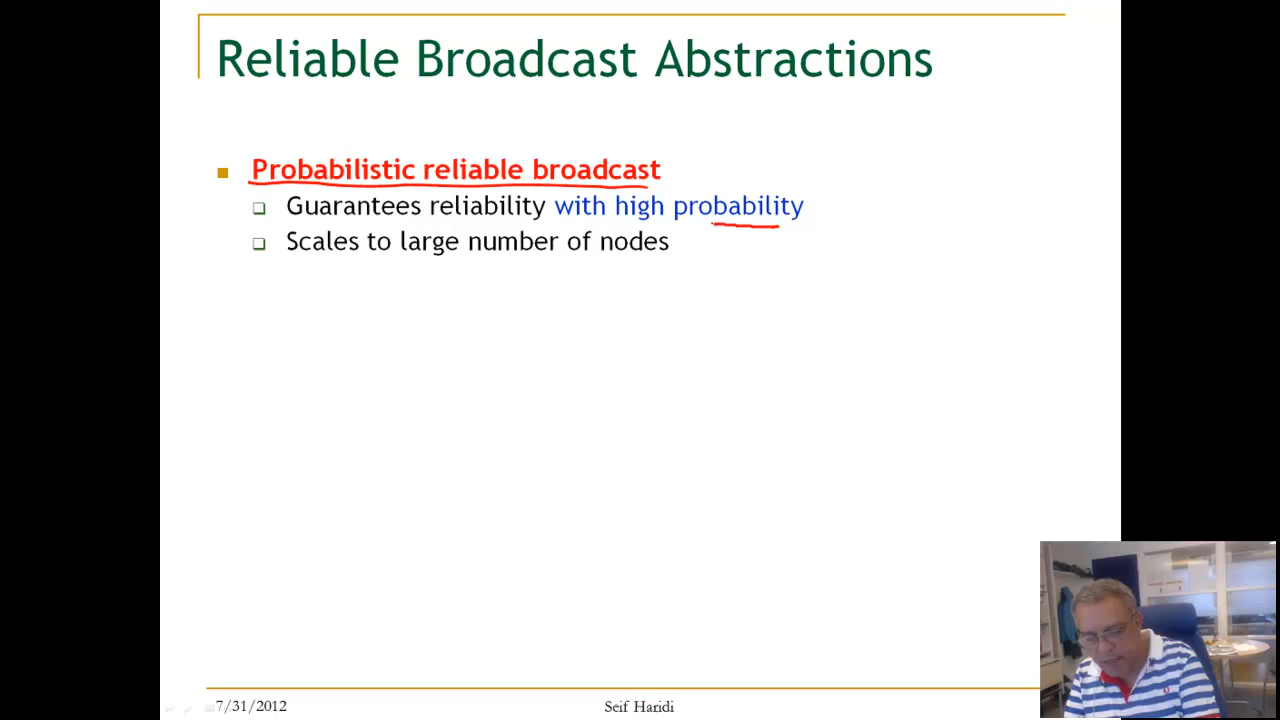 Reliable Broadcast Abstractions
Probabilistic reliable broadcast
Guarantees reliability with high probability
Scales to large number of nodes
7/31/2012
Seif Haridi